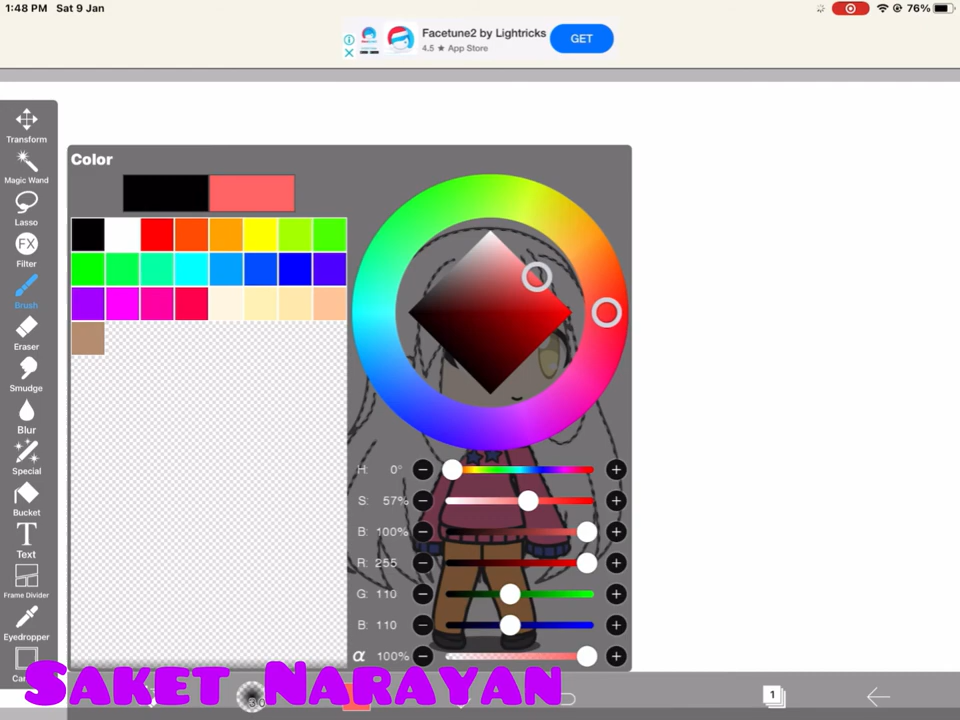 1:48 PM Sat 9 Jan
76%
Facetune2 by Lightricks
4.5 ★ App Store
GET
Transform
Magic Wand
Lasso
FX
Filter
Brush
Eraser
Smudge
Blur
Special
Bucket
T
Text
Frame Divider
Eyedropper
Color
H: 0°
S: 57%
B: 100%
R: 255
G: 110
B: 110
α 100%
1
SAKET NARAYAN